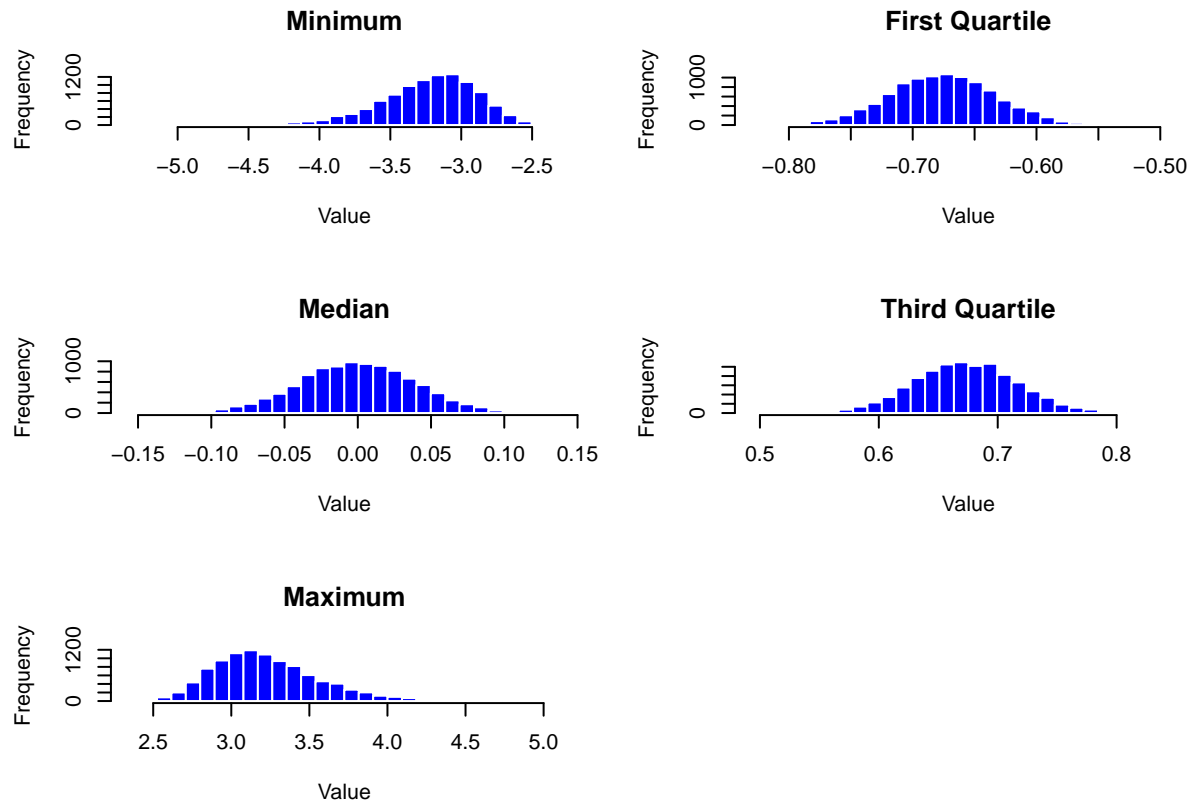 Minimum
Frequency
0 1200
−5.0 −4.5 −4.0 −3.5 −3.0 −2.5
Value
First Quartile
Frequency
0 1000
−0.80 −0.70 −0.60 −0.50
Value
Median
Frequency
0 1000
−0.15 −0.10 −0.05 0.00 0.05 0.10 0.15
Value
Third Quartile
Frequency
0
0.5 0.6 0.7 0.8
Value
Maximum
Frequency
0 1200
2.5 3.0 3.5 4.0 4.5 5.0
Value